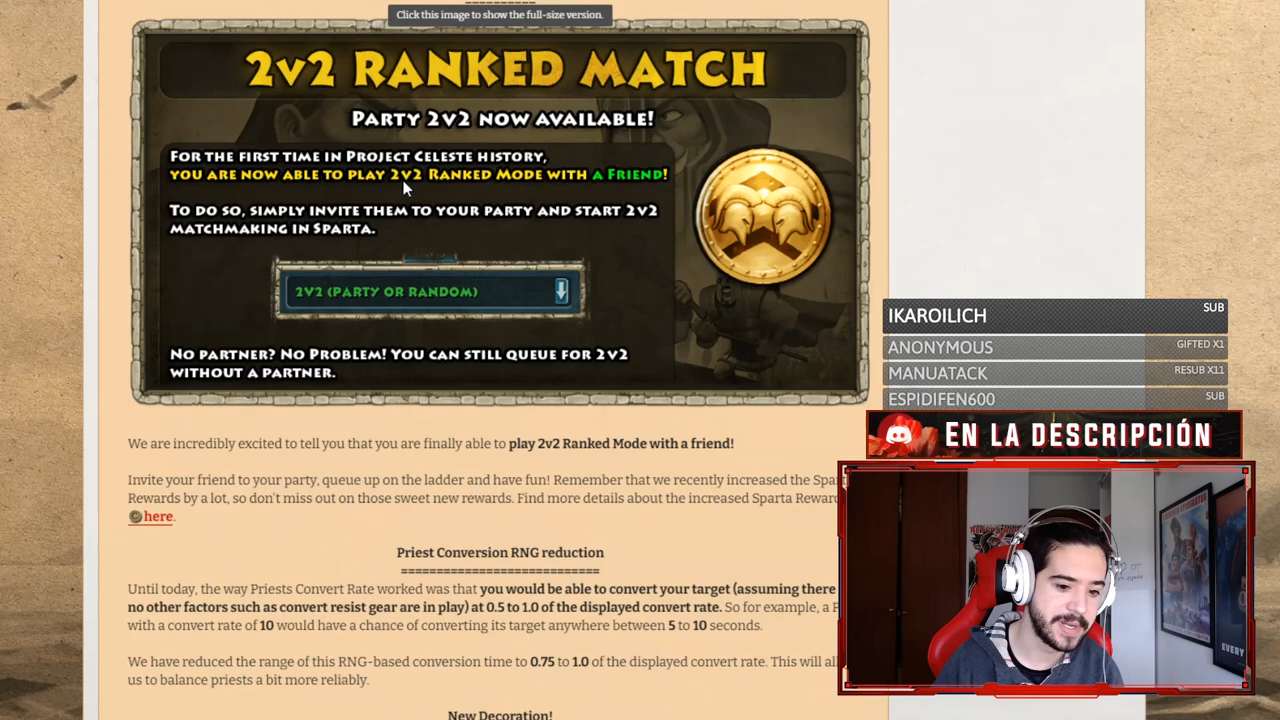 ==========
Click this image to show the full-size version.
2v2 RANKED MATCH
PARTY 2v2 NOW AVAILABLE!
FOR THE FIRST TIME IN PROJECT CELESTE HISTORY,
YOU ARE NOW ABLE TO PLAY 2v2 RANKED MODE WITH A FRIEND!
TO DO SO, SIMPLY INVITE THEM TO YOUR PARTY AND START 2v2
MATCHMAKING IN SPARTA.
2V2 (PARTY OR RANDOM)
NO PARTNER? NO PROBLEM! YOU CAN STILL QUEUE FOR 2v2
WITHOUT A PARTNER.
We are incredibly excited to tell you that you are finally able to play 2v2 Ranked Mode with a friend!
Invite your friend to your party, queue up on the ladder and have fun! Remember that we recently increased the Spar
Rewards by a lot, so don't miss out on those sweet new rewards. Find more details about the increased Sparta Rewar
here.
Priest Conversion RNG reduction
===========================
Until today, the way Priests Convert Rate worked was that you would be able to convert your target (assuming there
no other factors such as convert resist gear are in play) at 0.5 to 1.0 of the displayed convert rate. So for example, a P
with a convert rate of 10 would have a chance of converting its target anywhere between 5 to 10 seconds.
We have reduced the range of this RNG-based conversion time to 0.75 to 1.0 of the displayed convert rate. This will al
us to balance priests a bit more reliably.
New Decoration!
IKAROILICH SUB
ANONYMOUS GIFTED X1
MANUATACK RESUB X11
ESPIDIFEN600 SUB
EN LA DESCRIPCIÓN
EVERY